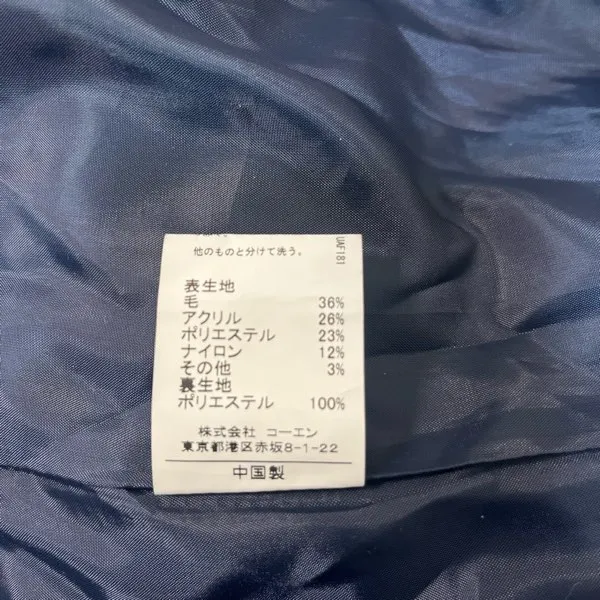 他のものと分けて洗う。
UAF181
表生地
毛 36%
アクリル 26%
ポリエステル 23%
ナイロン 12%
その他 3%
裏生地
ポリエステル 100%
株式会社 コーエン
東京都港区赤坂8-1-22
中国製